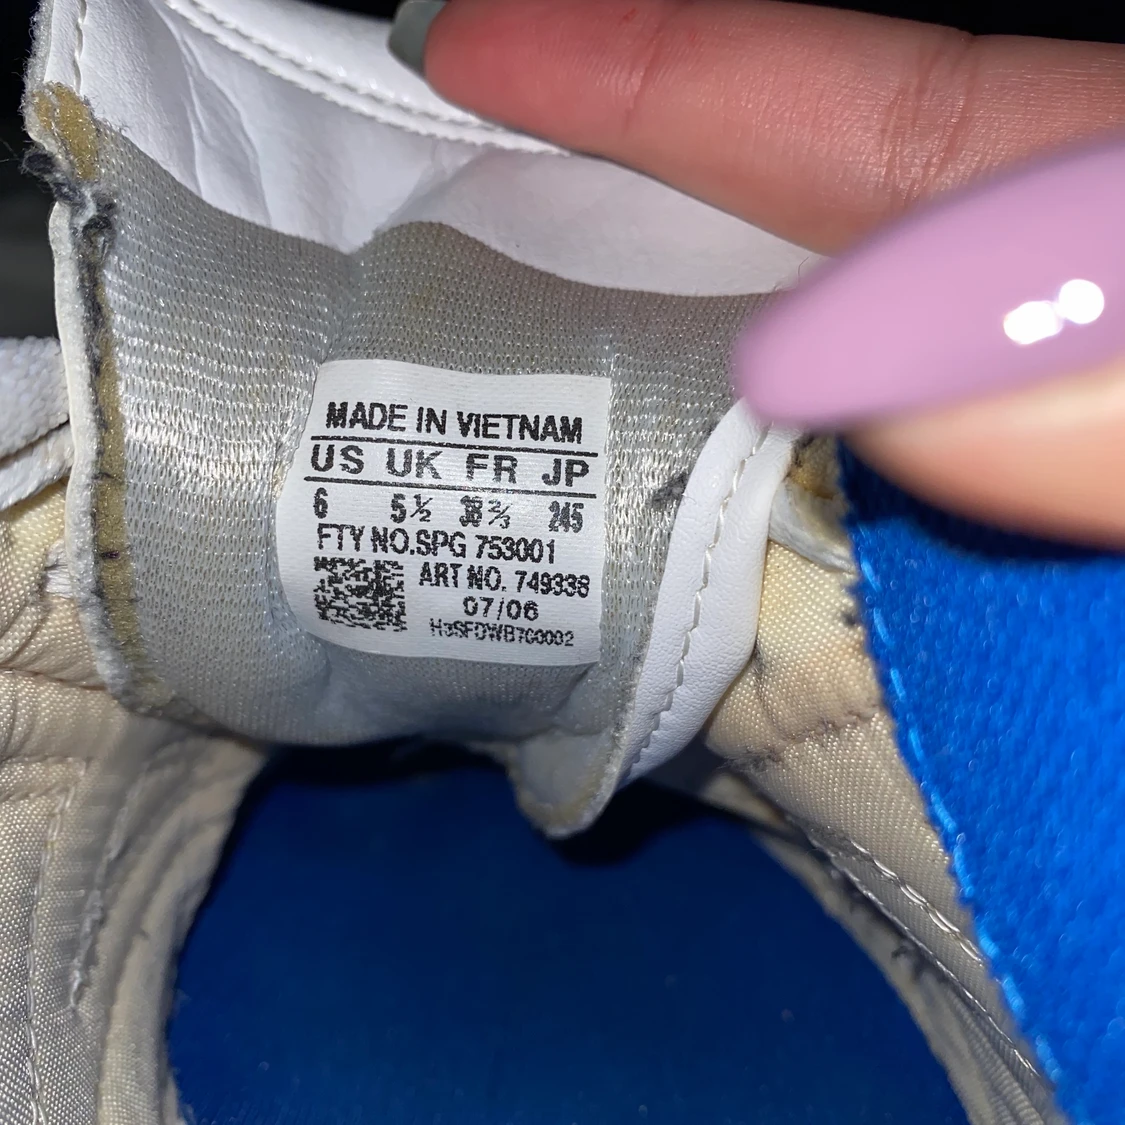 MADE IN VIETNAM
US UK FR JP
6 5½ 38⅔ 245
FTY NO.SPG 753001
ART NO. 749338
07/06